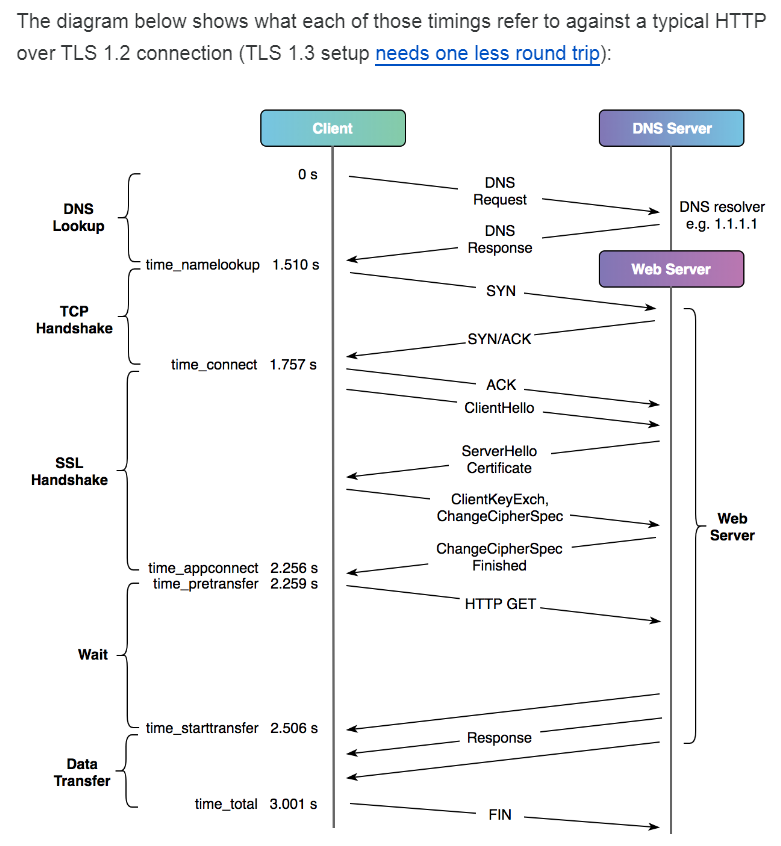 The diagram below shows what each of those timings refer to against a typical HTTP
over TLS 1.2 connection (TLS 1.3 setup needs one less round trip):
Client
DNS Server
0 s
DNS
Request
DNS
Lookup
DNS resolver
e.g. 1.1.1.1
DNS
Response
time_namelookup 1.510 s
Web Server
SYN
TCP
Handshake
SYN/ACK
time_connect 1.757 s
ACK
ClientHello
SSL
Handshake
ServerHello
Certificate
ClientKeyExch,
ChangeCipherSpec
Web
Server
ChangeCipherSpec
Finished
time_appconnect 2.256 s
time_pretransfer 2.259 s
HTTP GET
Wait
time_starttransfer 2.506 s
Response
Data
Transfer
time_total 3.001 s
FIN